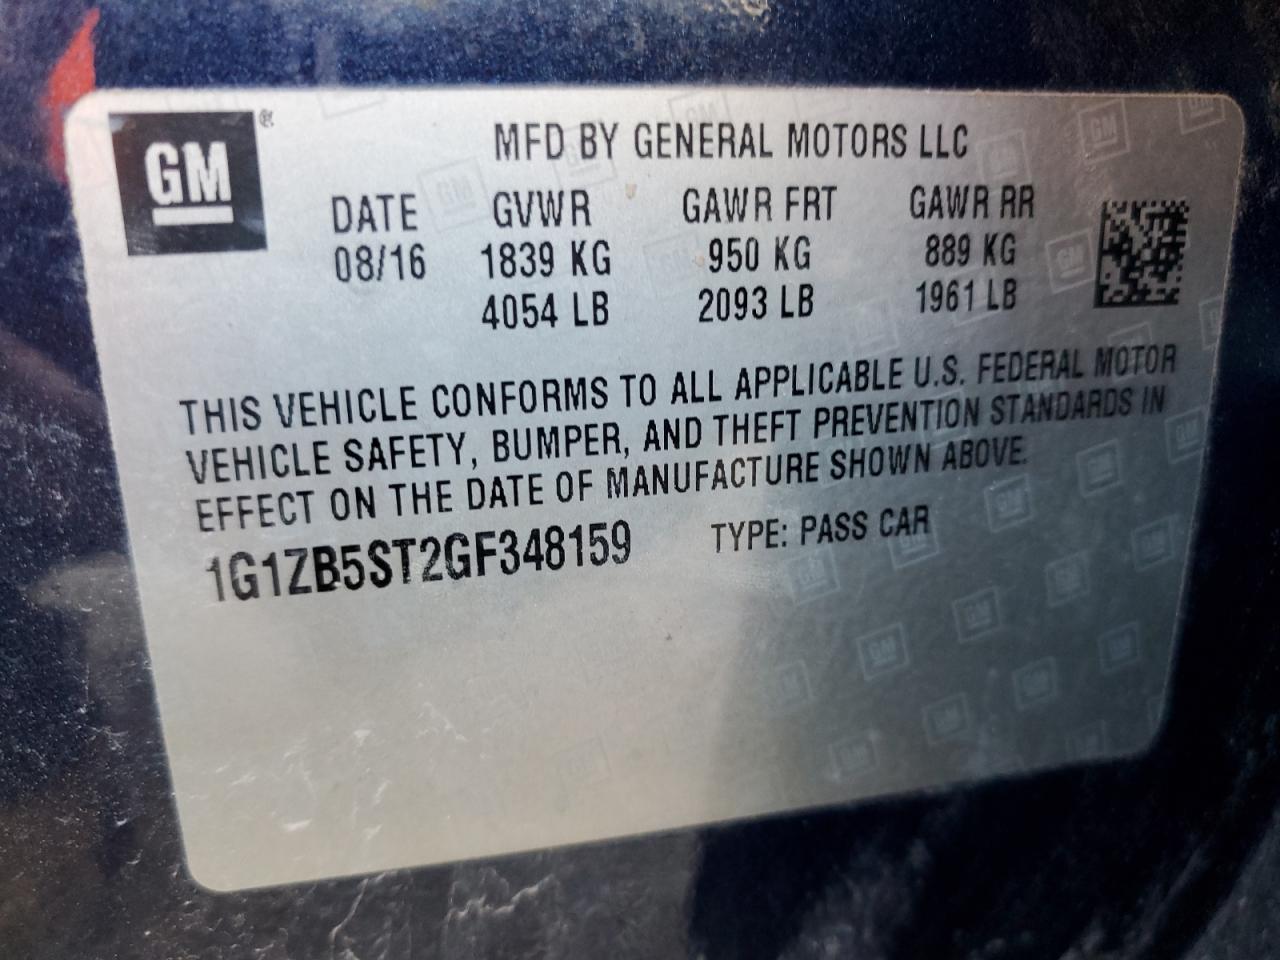 GM
MFD BY GENERAL MOTORS LLC
DATE GVWR GAWR FRT GAWR RR
08/16 1839 KG 950 KG 889 KG
4054 LB 2093 LB 1961 LB
THIS VEHICLE CONFORMS TO ALL APPLICABLE U.S. FEDERAL MOTOR
VEHICLE SAFETY, BUMPER, AND THEFT PREVENTION STANDARDS IN
EFFECT ON THE DATE OF MANUFACTURE SHOWN ABOVE.
1G1ZB5ST2GF348159 TYPE: PASS CAR